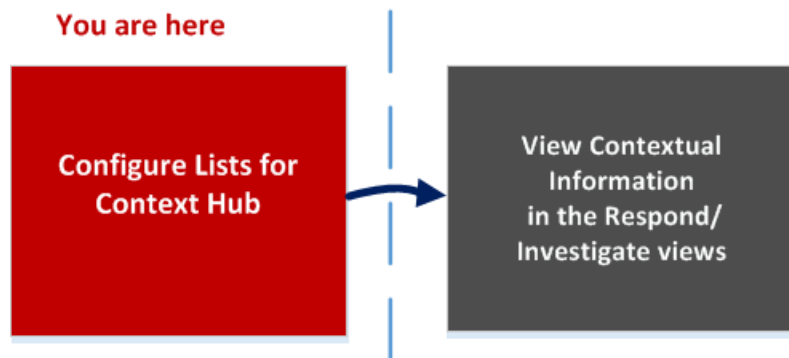 You are here
Configure Lists for
Context Hub
View Contextual
Information
in the Respond/
Investigate views